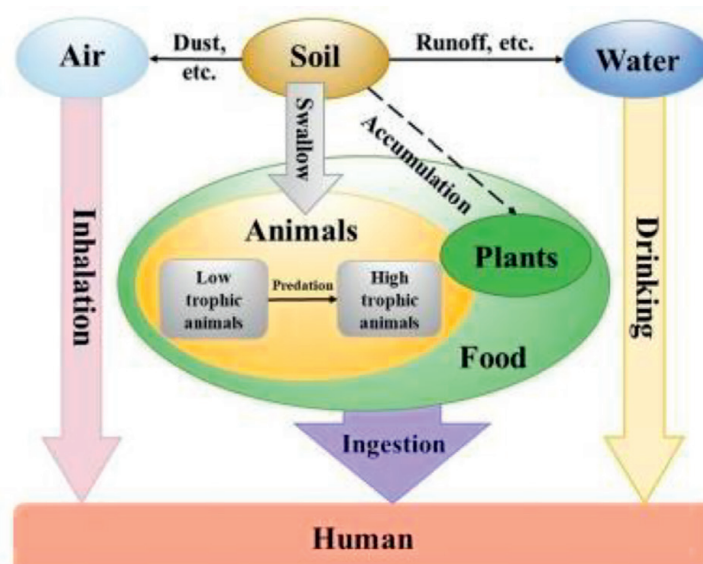 Air
Dust,
etc.
Soil
Runoff, etc.
Water
Swallow
Accumulation
Inhalation
Animals
Plants
Drinking
Low
trophic
animals
Predation
High
trophic
animals
Food
Ingestion
Human